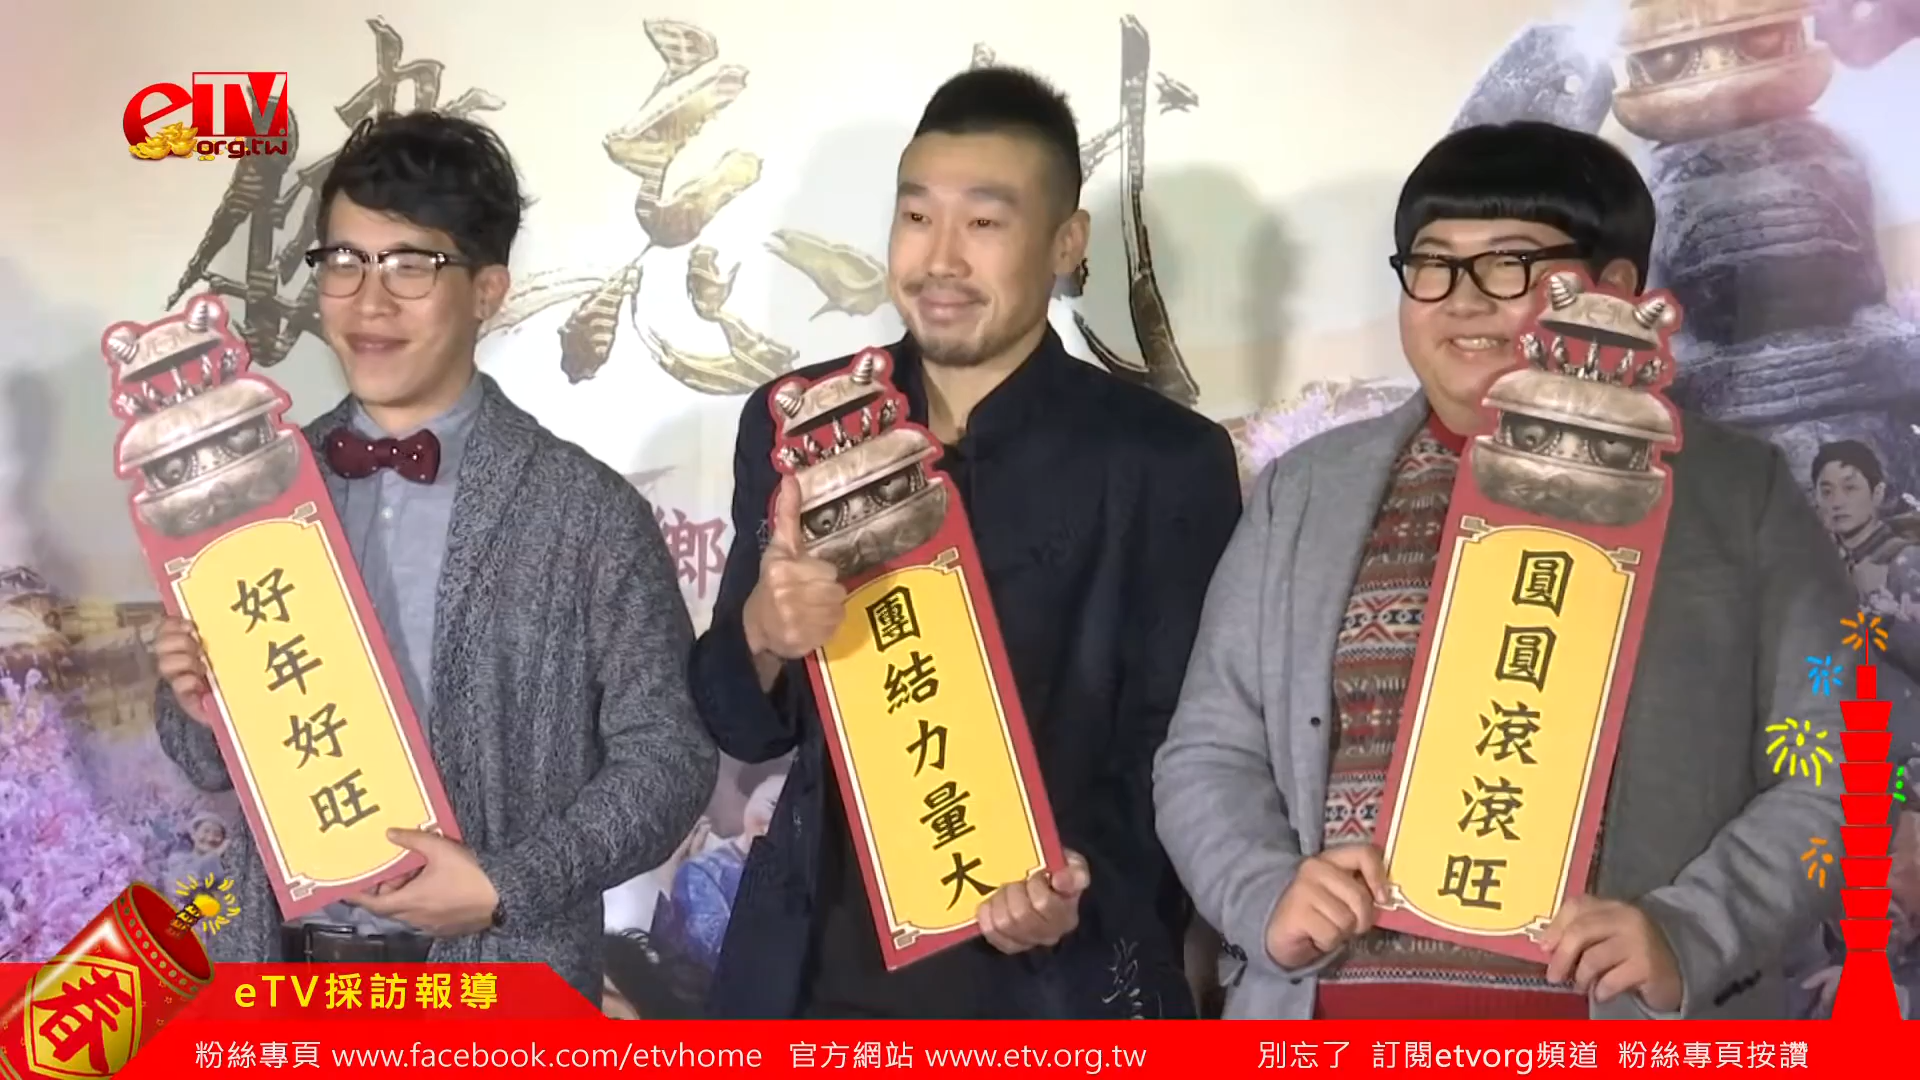 eTV.
org.tw
鄉
好年好旺
團結力量大
圓圓滾滾旺
春
eTV採訪報導
粉絲專頁 www.facebook.com/etvhome 官方網站 www.etv.org.tw 別忘了 訂閱etvorg頻道 粉絲專頁按讚